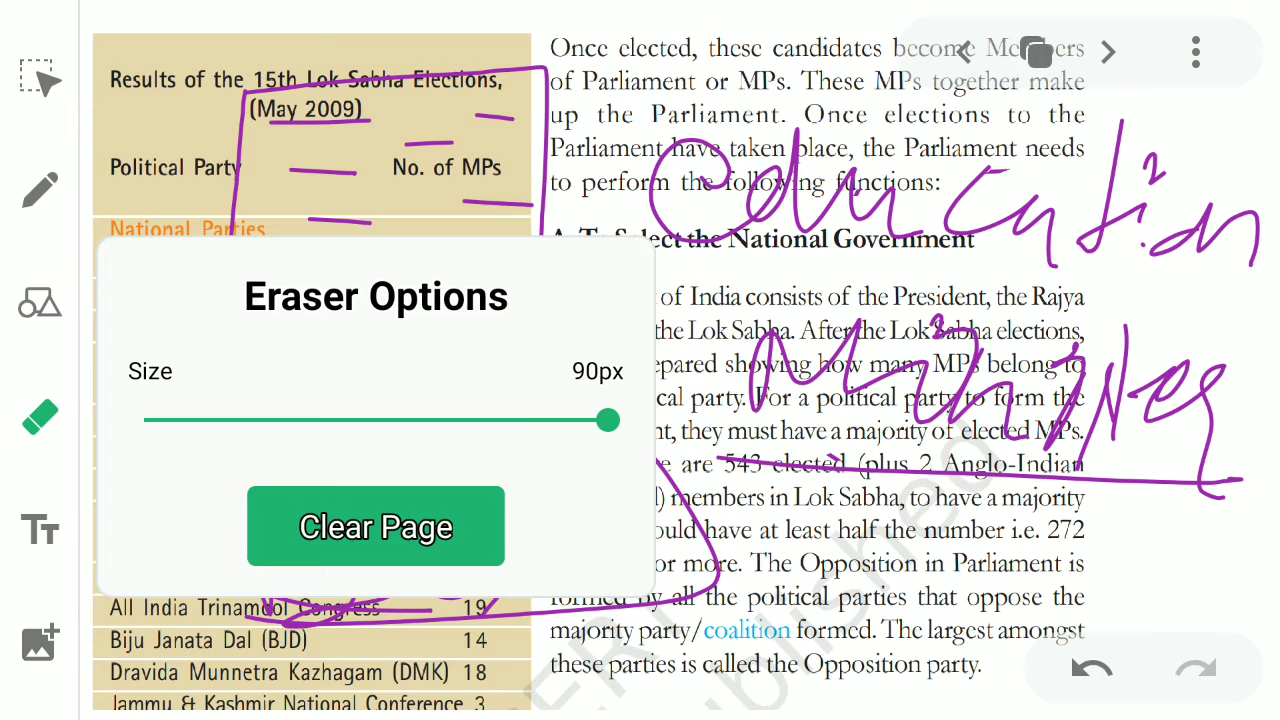 Results of the 15th Lok Sabha Elections,
(May 2009)
Political Party No. of MPs
National Parties
All India Trinamool Congress 19
Biju Janata Dal (BJD) 14
Dravida Munnetra Kazhagam (DMK) 18
Jammu & Kashmir National Conference 3
Eraser Options
Size 90px
Clear Page
Once elected, these candidates become Members
of Parliament or MPs. These MPs together make
up the Parliament. Once elections to the
Parliament have taken place, the Parliament needs
to perform the following functions:
A. To Select the National Government
of India consists of the President, the Rajya
the Lok Sabha. After the Lok Sabha elections,
epared showing how many MPs belong to
cal party. For a political party to form the
nt, they must have a majority of elected MPs.
e are 543 elected (plus 2 Anglo-Indian
) members in Lok Sabha, to have a majority
ould have at least half the number i.e. 272
or more. The Opposition in Parliament is
formed by all the political parties that oppose the
majority party/coalition formed. The largest amongst
these parties is called the Opposition party.
Education